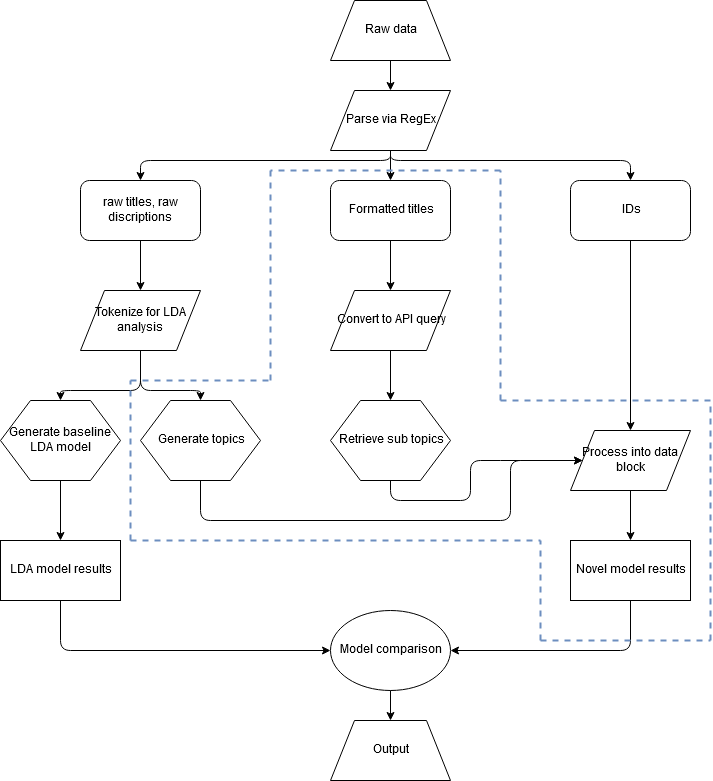 Raw data
Parse via RegEx
raw titles, raw
discriptions
Formatted titles
IDs
Tokenize for LDA
analysis
Convert to API query
Generate baseline
LDA model
Generate topics
Retrieve sub topics
Process into data
block
LDA model results
Novel model results
Model comparison
Output